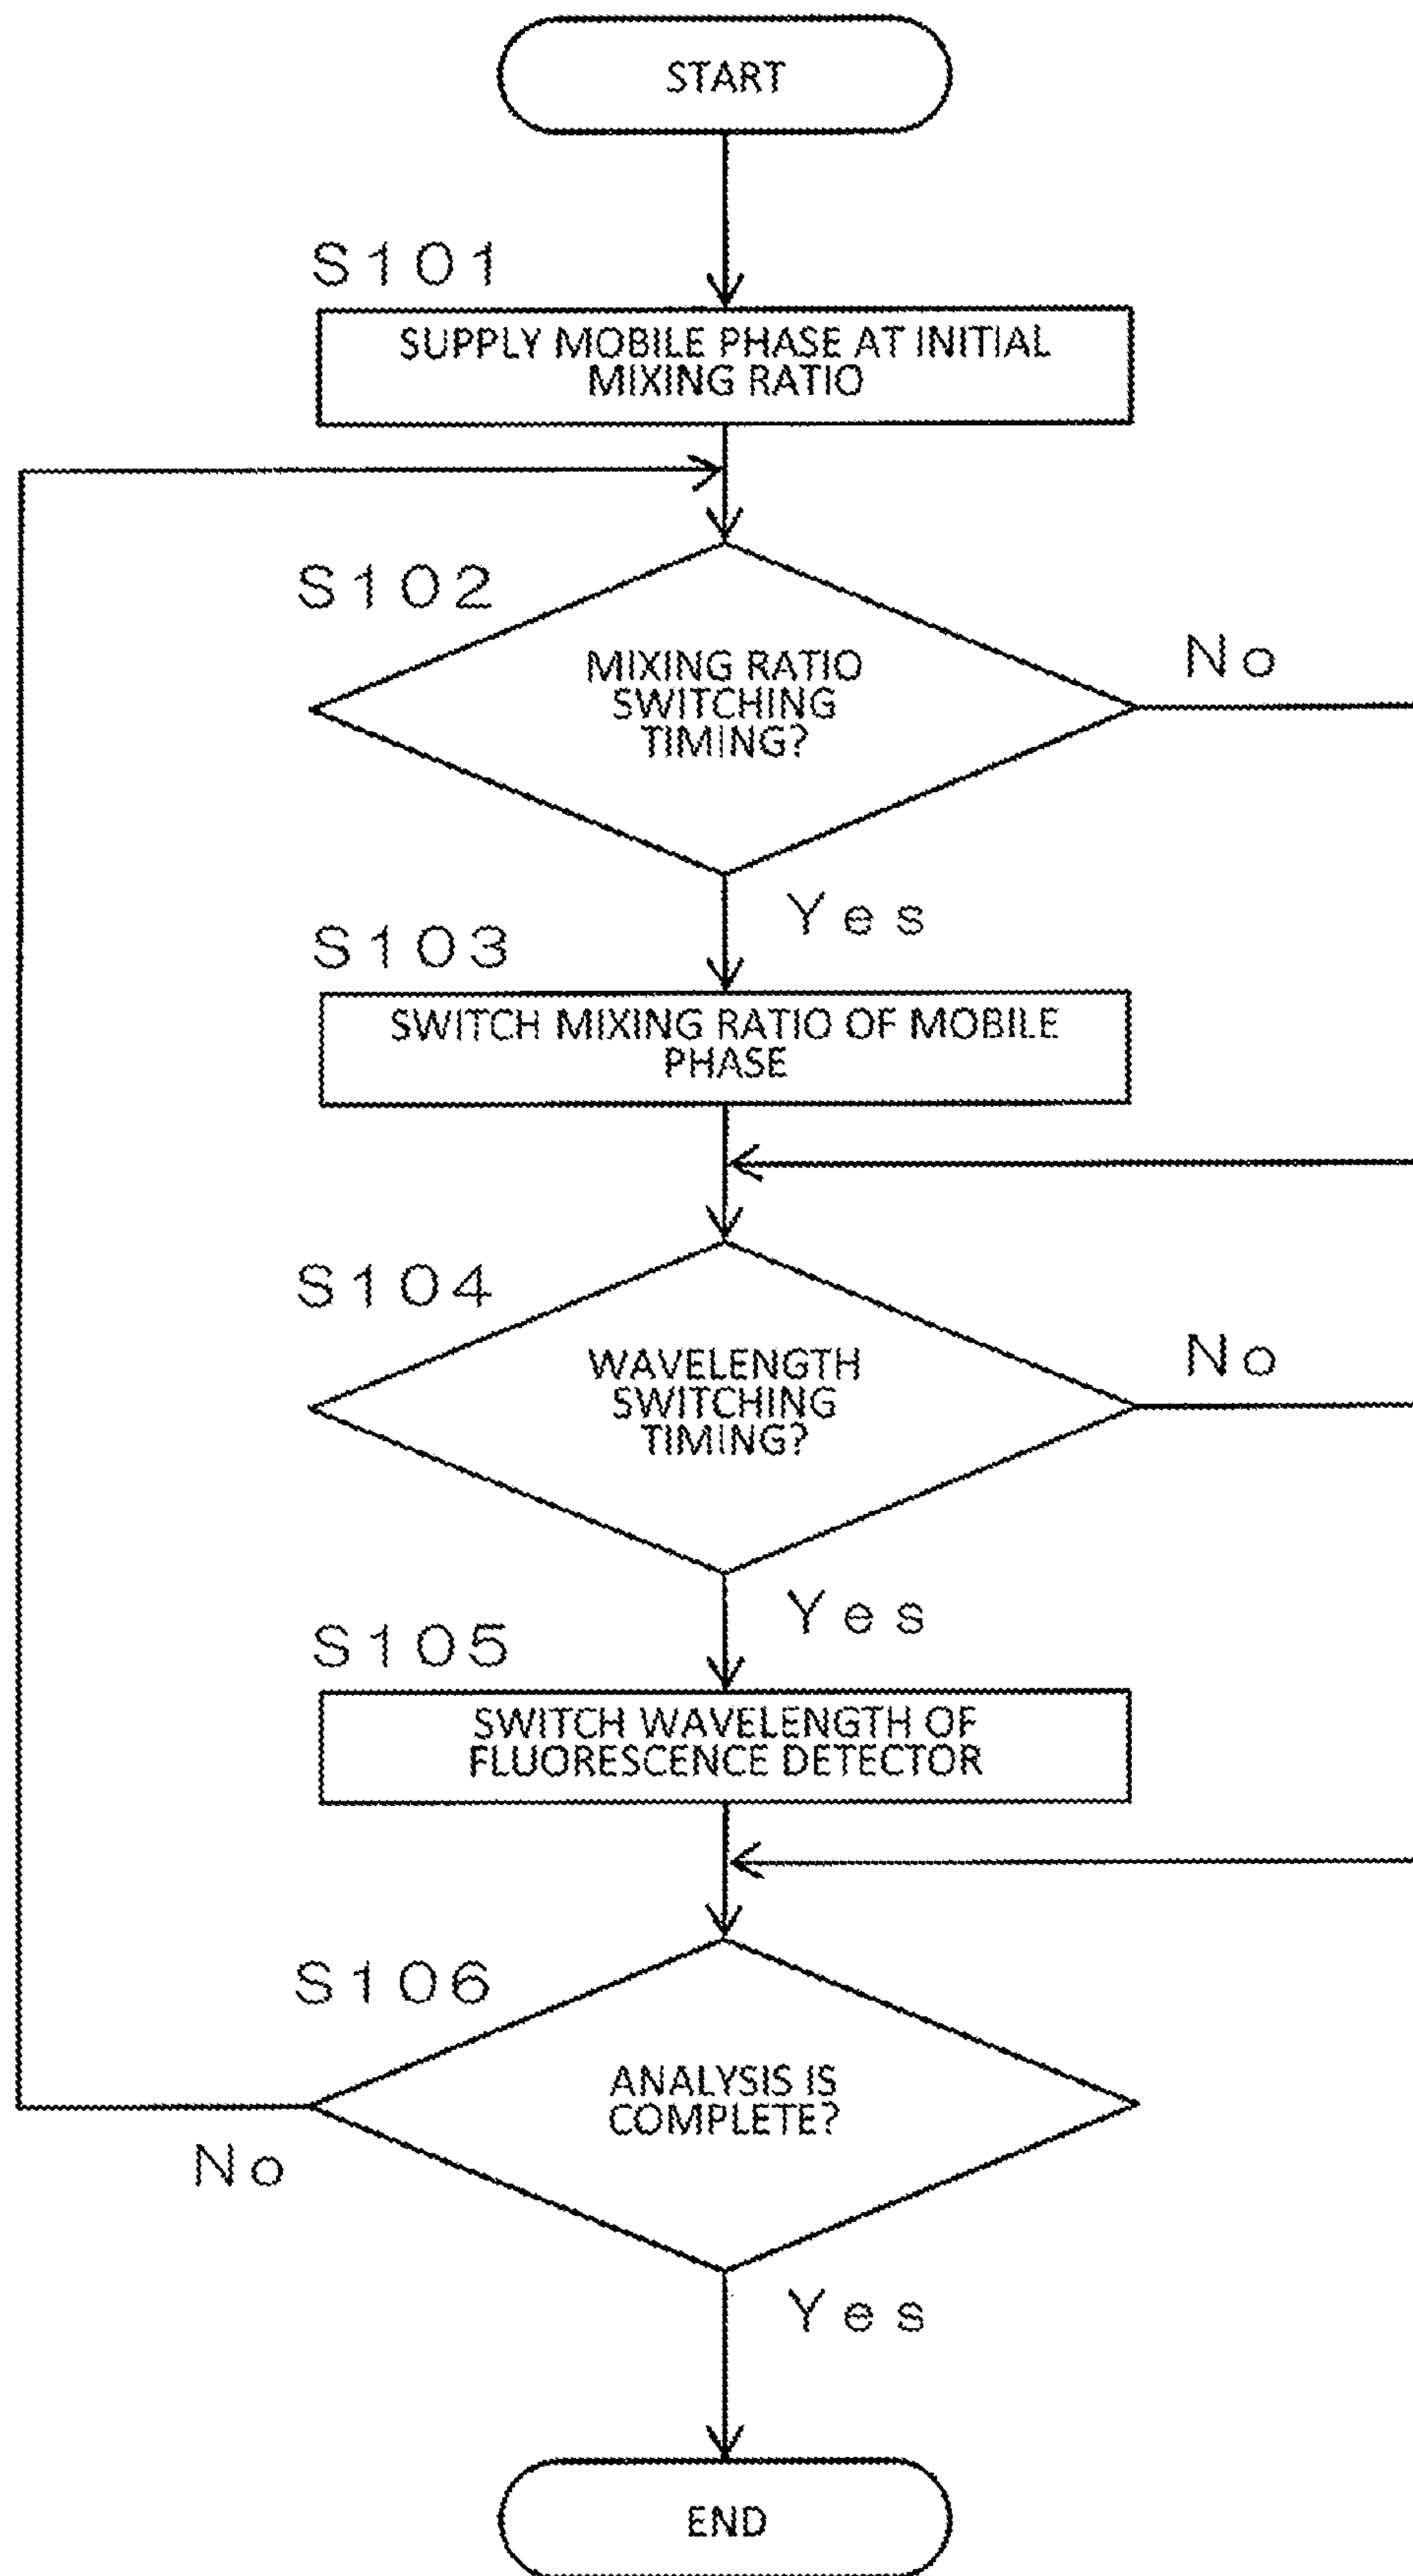 START
S101
SUPPLY MOBILE PHASE AT INITIAL
MIXING RATIO
S102
MIXING RATIO
SWITCHING
TIMING?
No
Yes
S103
SWITCH MIXING RATIO OF MOBILE
PHASE
S104
WAVELENGTH
SWITCHING
TIMING?
No
Yes
S105
SWITCH WAVELENGTH OF
FLUORESCENCE DETECTOR
S106
ANALYSIS IS
COMPLETE?
No
Yes
END